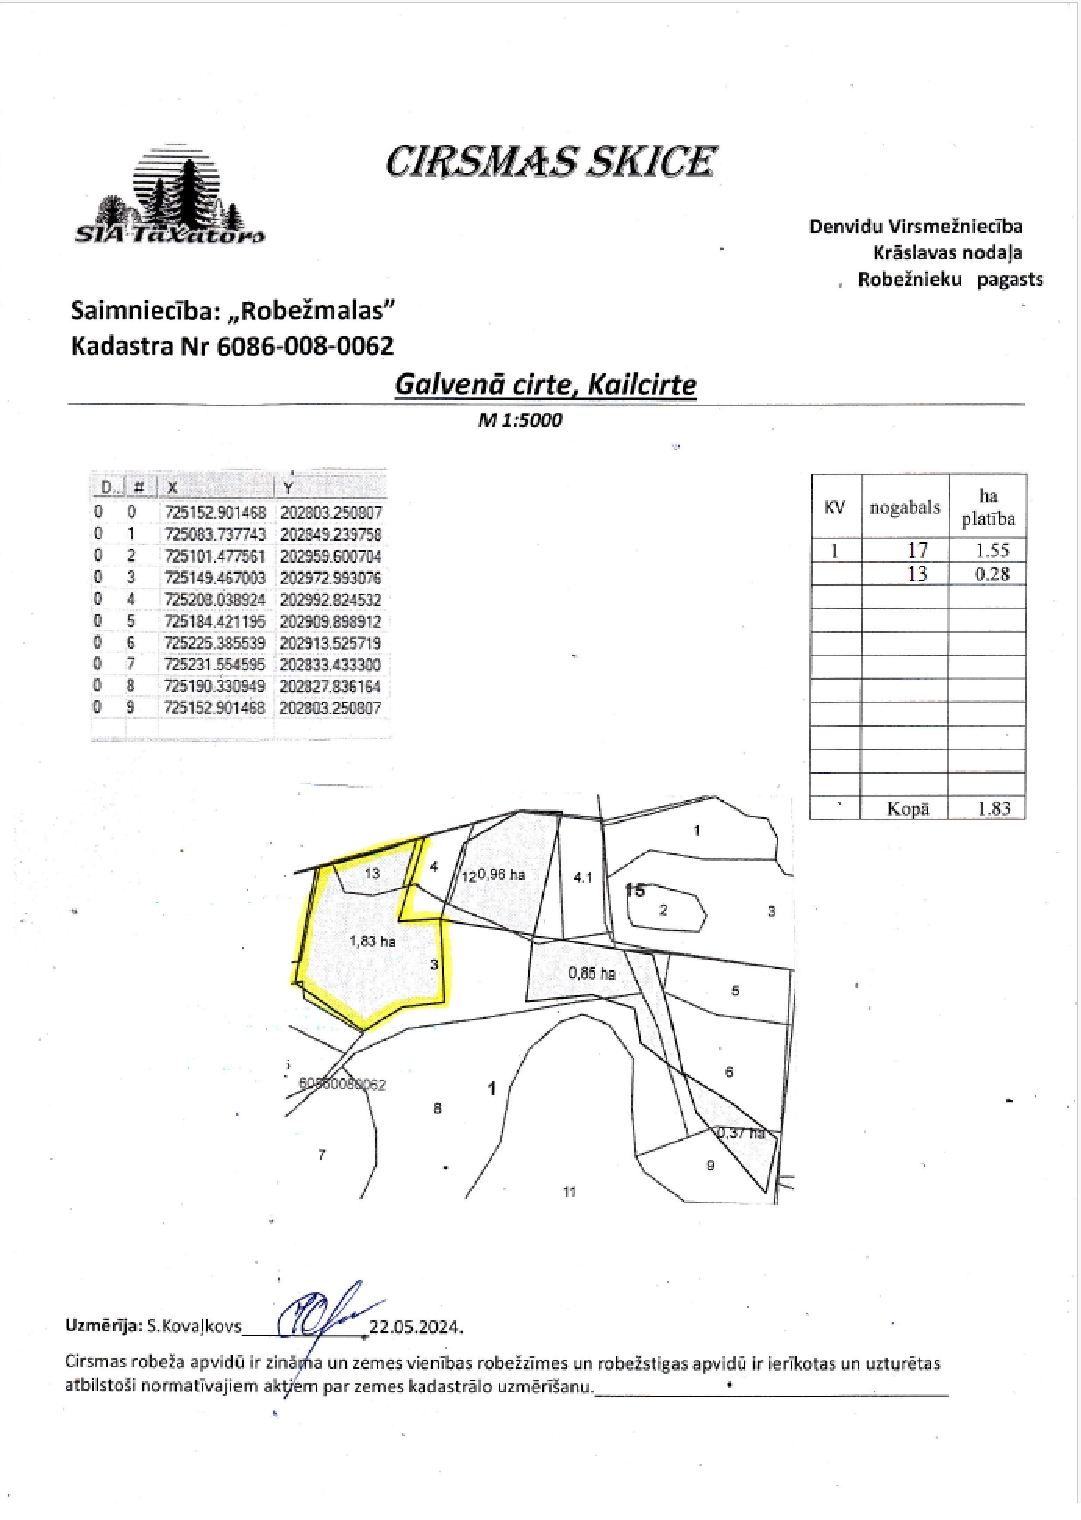 CIRSMAS SKICE
SIA Taxators
Denvidu Virsmežniecība
Krāslavas nodaļa
Robežnieku pagasts
Saimniecība: „Robežmalas”
Kadastra Nr 6086-008-0062
Galvenā cirte, Kailcirte
M 1:5000
D.. # X Y
0 0 725152.901468 202803.250807
0 1 725083.737743 202849.239758
0 2 725101.477561 202959.600704
0 3 725149.467003 202972.993076
0 4 725208.038924 202992.824532
0 5 725184.421195 202909.898912
0 6 725225.385539 202913.525719
0 7 725231.554595 202833.433300
0 8 725190.330949 202827.836164
0 9 725152.901468 202803.250807
KV nogabals ha platība
1 17 1.55
13 0.28
Kopā 1.83
1
13 4 12 0,96 ha 4.1
15
2 3
1,83 ha
3 0,85 ha
5
6
60860080062 1
8
0,37 ha
7 9
11
Uzmērīja: S.Kovaļkovs 22.05.2024.
Cirsmas robeža apvidū ir zināma un zemes vienības robežzīmes un robežstigas apvidū ir ierīkotas un uzturētas
atbilstoši normatīvajiem aktiem par zemes kadastrālo uzmērīšanu.